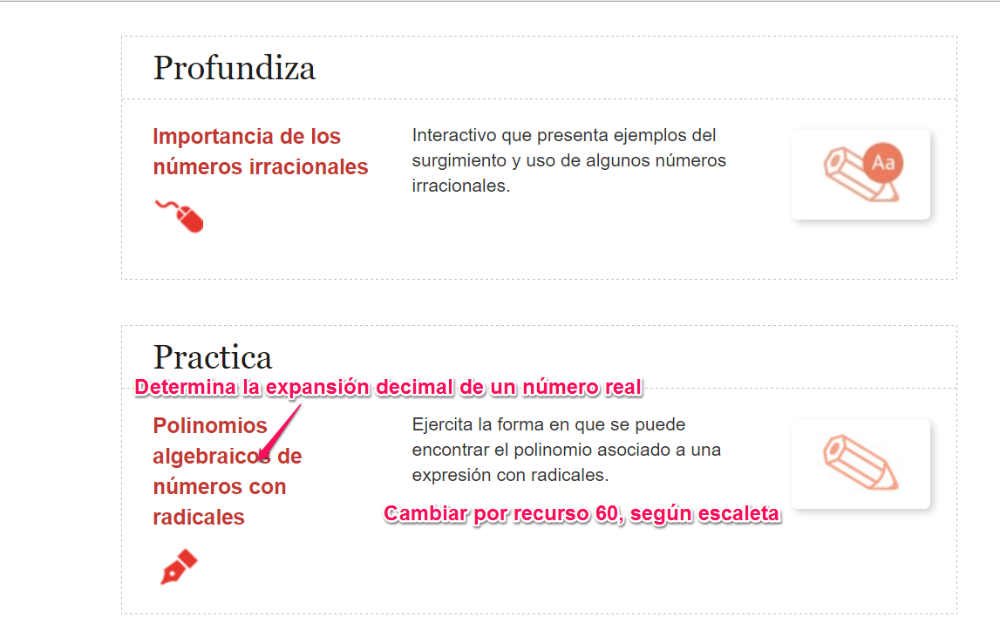 Profundiza
Importancia de los
números irracionales
Interactivo que presenta ejemplos del
surgimiento y uso de algunos números
irracionales.
Aa
Practica
Determina la expansión decimal de un número real
Polinomios
algebraicos de
números con
radicales
Ejercita la forma en que se puede
encontrar el polinomio asociado a una
expresión con radicales.
Cambiar por recurso 60, según escaleta